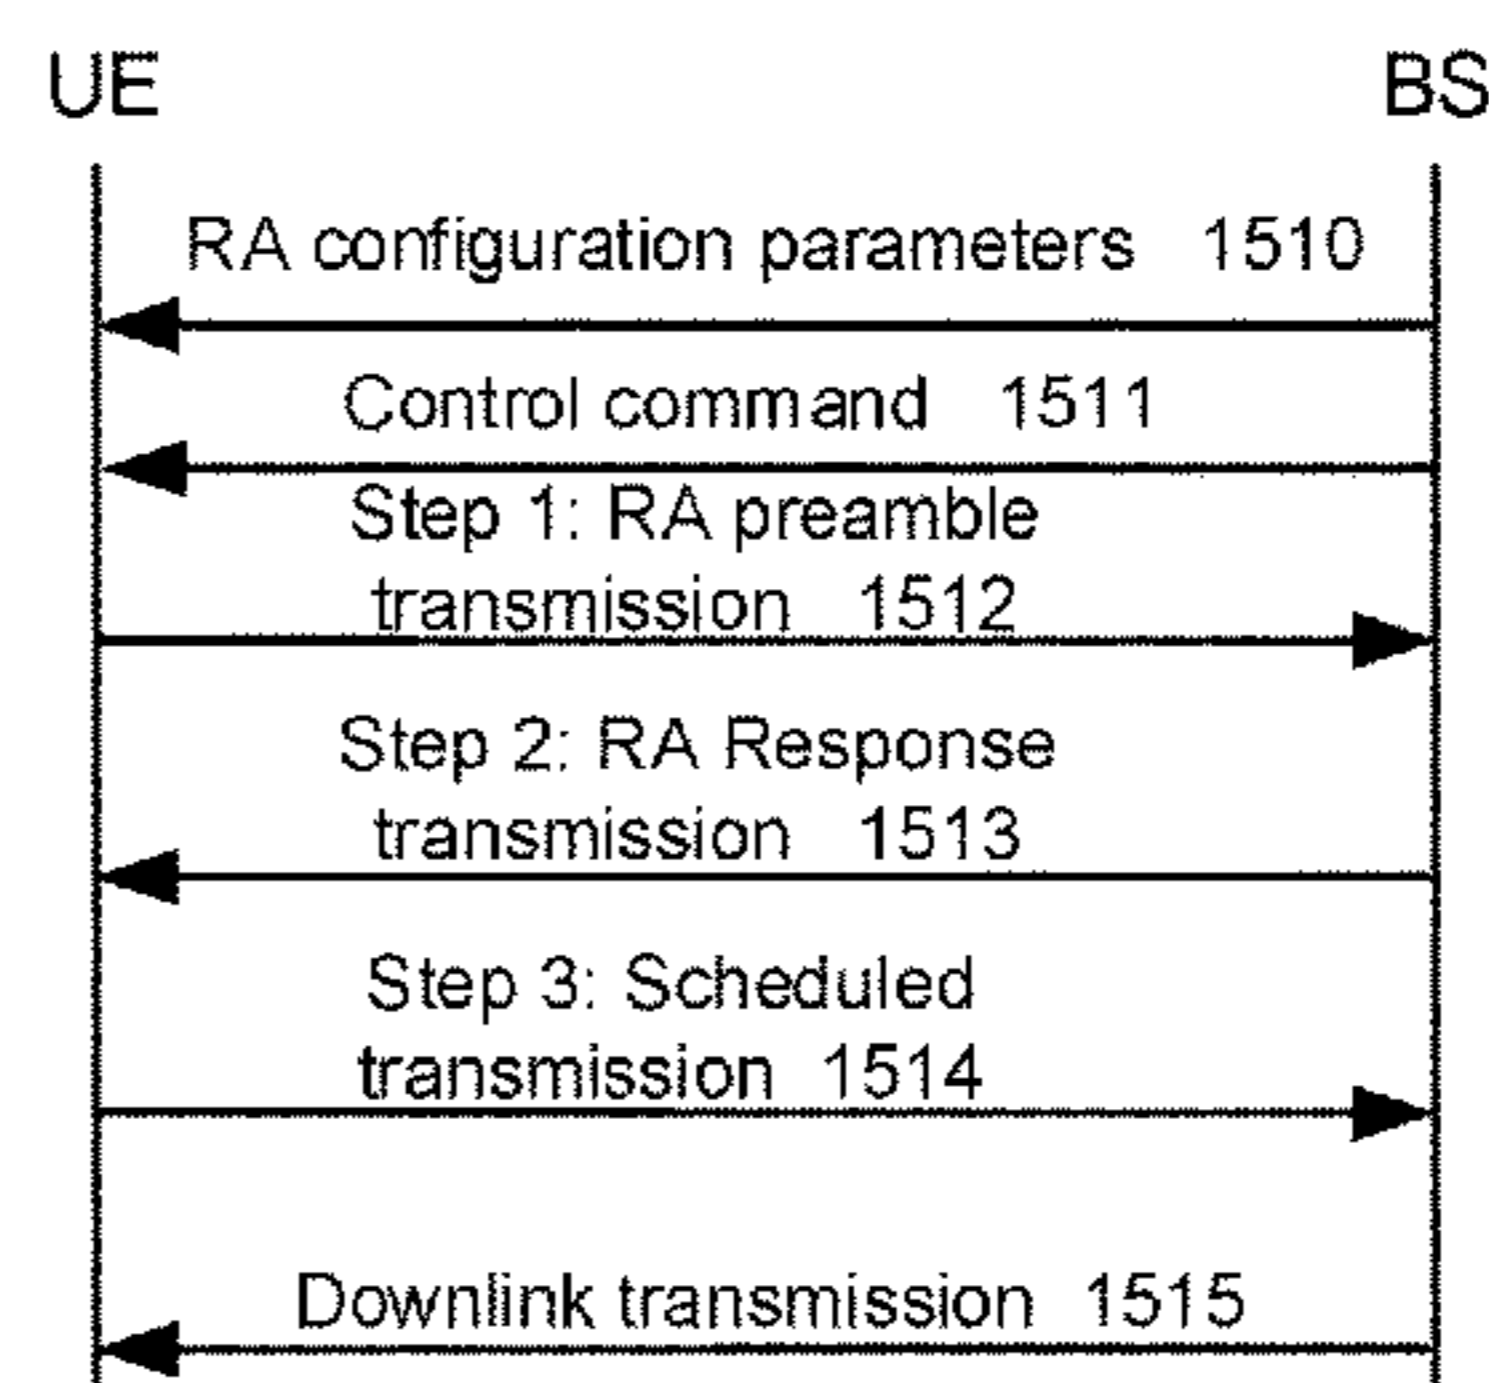 UE BS
RA configuration parameters 1510
Control command 1511
Step 1: RA preamble
transmission 1512
Step 2: RA Response
transmission 1513
Step 3: Scheduled
transmission 1514
Downlink transmission 1515